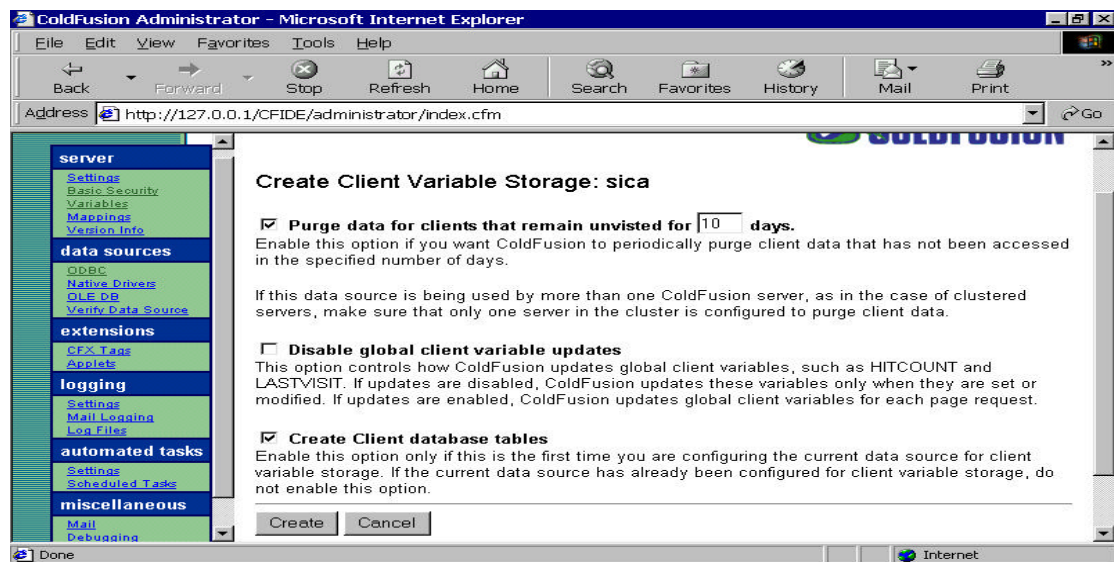 ColdFusion Administrator - Microsoft Internet Explorer
File Edit View Favorites Tools Help
Back Forward Stop Refresh Home Search Favorites History Mail Print »
Address http://127.0.0.1/CFIDE/administrator/index.cfm Go
COLDFUSION
server
Settings
Basic Security
Variables
Mappings
Version Info
data sources
ODBC
Native Drivers
OLE DB
Verify Data Source
extensions
CFX Tags
Applets
logging
Settings
Mail Logging
Log Files
automated tasks
Settings
Scheduled Tasks
miscellaneous
Mail
Debugging
Create Client Variable Storage: sica
Purge data for clients that remain unvisted for 10 days.
Enable this option if you want ColdFusion to periodically purge client data that has not been accessed
in the specified number of days.
If this data source is being used by more than one ColdFusion server, as in the case of clustered
servers, make sure that only one server in the cluster is configured to purge client data.
Disable global client variable updates
This option controls how ColdFusion updates global client variables, such as HITCOUNT and
LASTVISIT. If updates are disabled, ColdFusion updates these variables only when they are set or
modified. If updates are enabled, ColdFusion updates global client variables for each page request.
Create Client database tables
Enable this option only if this is the first time you are configuring the current data source for client
variable storage. If the current data source has already been configured for client variable storage, do
not enable this option.
Create Cancel
Done Internet